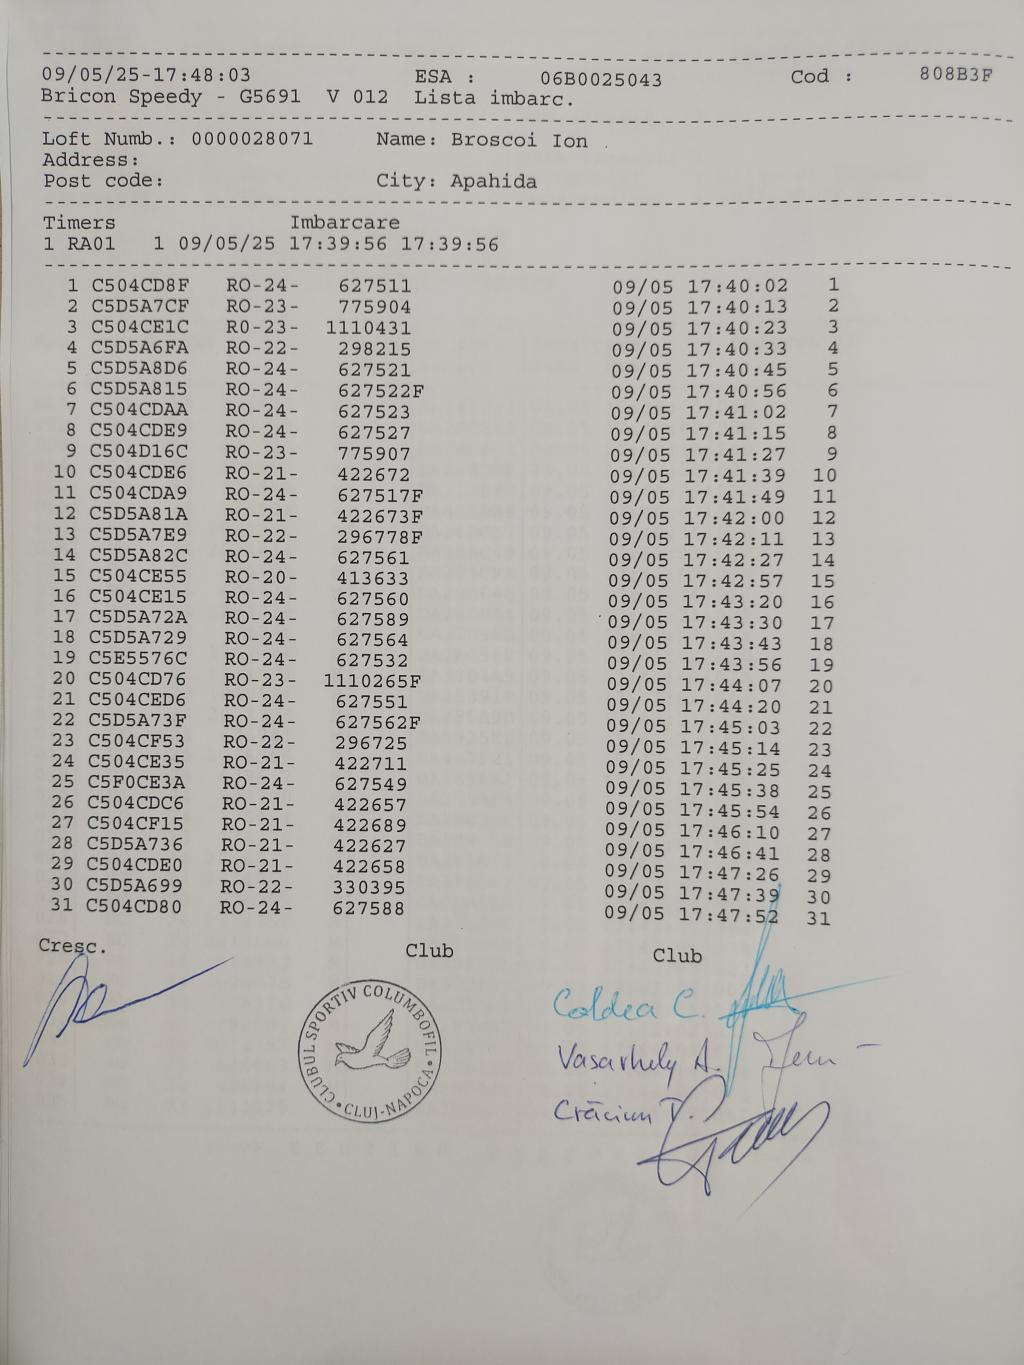 09/05/25-17:48:03 ESA : 06B0025043 Cod : 808B3F
Bricon Speedy - G5691 V 012 Lista imbarc.
Loft Numb.: 0000028071 Name: Broscoi Ion
Address:
Post code: City: Apahida
Timers Imbarcare
1 RA01 1 09/05/25 17:39:56 17:39:56
1 C504CD8F RO-24- 627511 09/05 17:40:02 1
2 C5D5A7CF RO-23- 775904 09/05 17:40:13 2
3 C504CE1C R0-23- 1110431 09/05 17:40:23 3
4 C5D5A6FA RO-22- 298215 09/05 17:40:33 4
5 C5D5A8D6 RO-24- 627521 09/05 17:40:45 5
6 C5D5A815 RO-24- 627522F 09/05 17:40:56 6
7 C504CDAA RO-24- 627523 09/05 17:41:02 7
8 C504CDE9 RO-24- 627527 09/05 17:41:15 8
9 C504D16C RO-23- 775907 09/05 17:41:27 9
10 C504CDE6 RO-21- 422672 09/05 17:41:39 10
11 C504CDA9 RO-24- 627517F 09/05 17:41:49 11
12 C5D5A81A RO-21- 422673F 09/05 17:42:00 12
13 C5D5A7E9 RO-22- 296778F 09/05 17:42:11 13
14 C5D5A82C RO-24- 627561 09/05 17:42:27 14
15 C504CE55 RO-20- 413633 09/05 17:42:57 15
16 C504CE15 RO-24- 627560 09/05 17:43:20 16
17 C5D5A72A RO-24- 627589 09/05 17:43:30 17
18 C5D5A729 RO-24- 627564 09/05 17:43:43 18
19 C5E5576C RO-24- 627532 09/05 17:43:56 19
20 C504CD76 RO-23- 1110265F 09/05 17:44:07 20
21 C504CED6 RO-24- 627551 09/05 17:44:20 21
22 C5D5A73F RO-24- 627562F 09/05 17:45:03 22
23 C504CF53 RO-22- 296725 09/05 17:45:14 23
24 C504CE35 RO-21- 422711 09/05 17:45:25 24
25 C5F0CE3A RO-24- 627549 09/05 17:45:38 25
26 C504CDC6 RO-21- 422657 09/05 17:45:54 26
27 C504CF15 RO-21- 422689 09/05 17:46:10 27
28 C5D5A736 RO-21- 422627 09/05 17:46:41 28
29 C504CDE0 RO-21- 422658 09/05 17:47:26 29
30 C5D5A699 RO-22- 330395 09/05 17:47:39 30
31 C504CD80 RO-24- 627588 09/05 17:47:52 31
Cresc. Club Club
CLUBUL SPORTIV COLUMBOFIL
• CLUJ-NAPOCA •
Coldea C.
Vasarhely A.
Crăciun D.